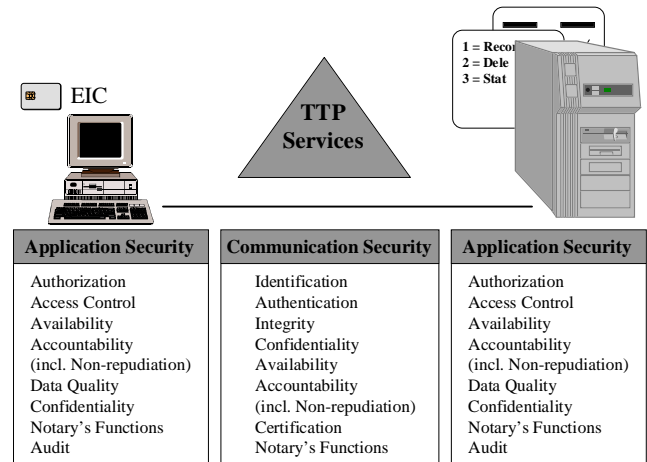 1 = Recor
2 = Dele
3 = Stat
EIC
TTP
Services
Application Security
Authorization
Access Control
Availability
Accountability
(incl. Non-repudiation)
Data Quality
Confidentiality
Notary's Functions
Audit
Communication Security
Identification
Authentication
Integrity
Confidentiality
Availability
Accountability
(incl. Non-repudiation)
Certification
Notary's Functions
Application Security
Authorization
Access Control
Availability
Accountability
(incl. Non-repudiation)
Data Quality
Confidentiality
Notary's Functions
Audit